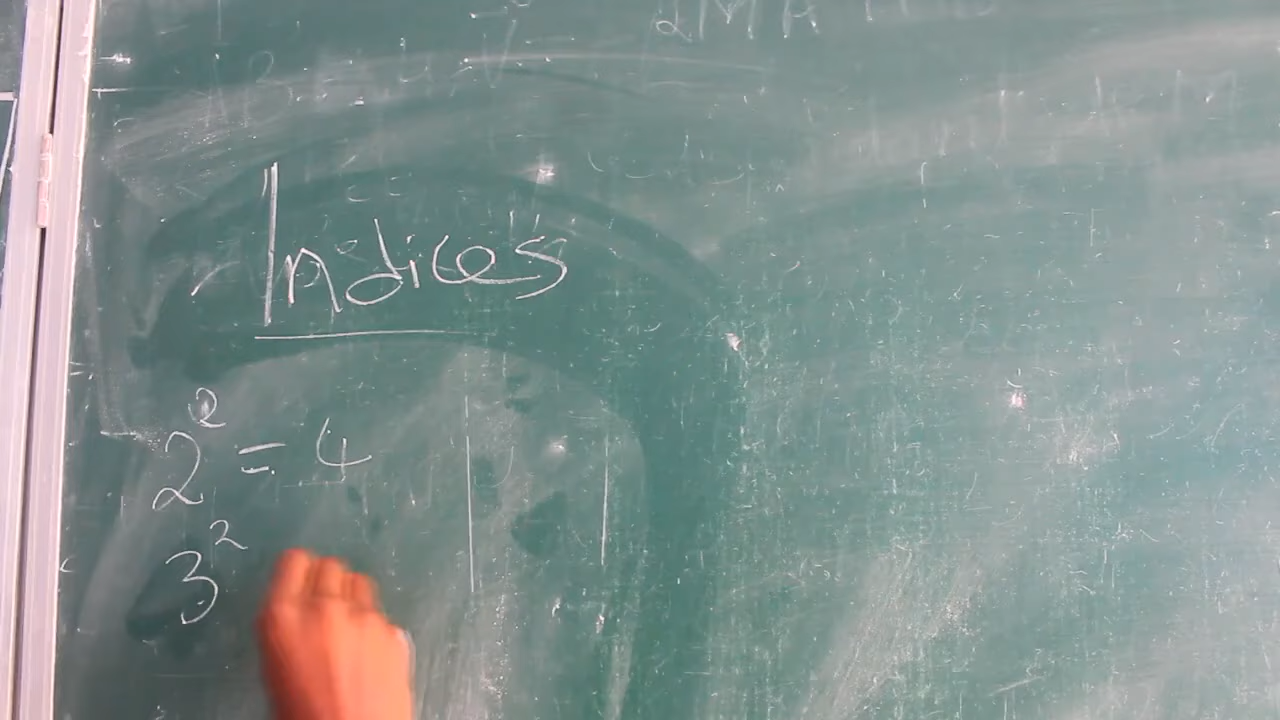 Indices
2² = 4
3²